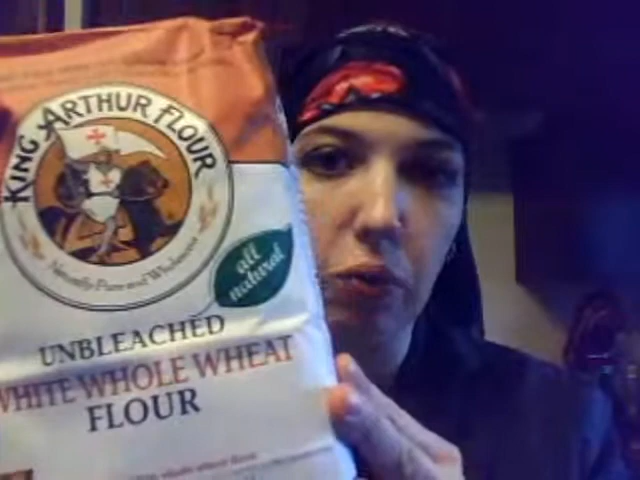 KING ARTHUR FLOUR
Naturally Pure and Wholesome
all
natural
UNBLEACHED
WHITE WHOLE WHEAT
FLOUR